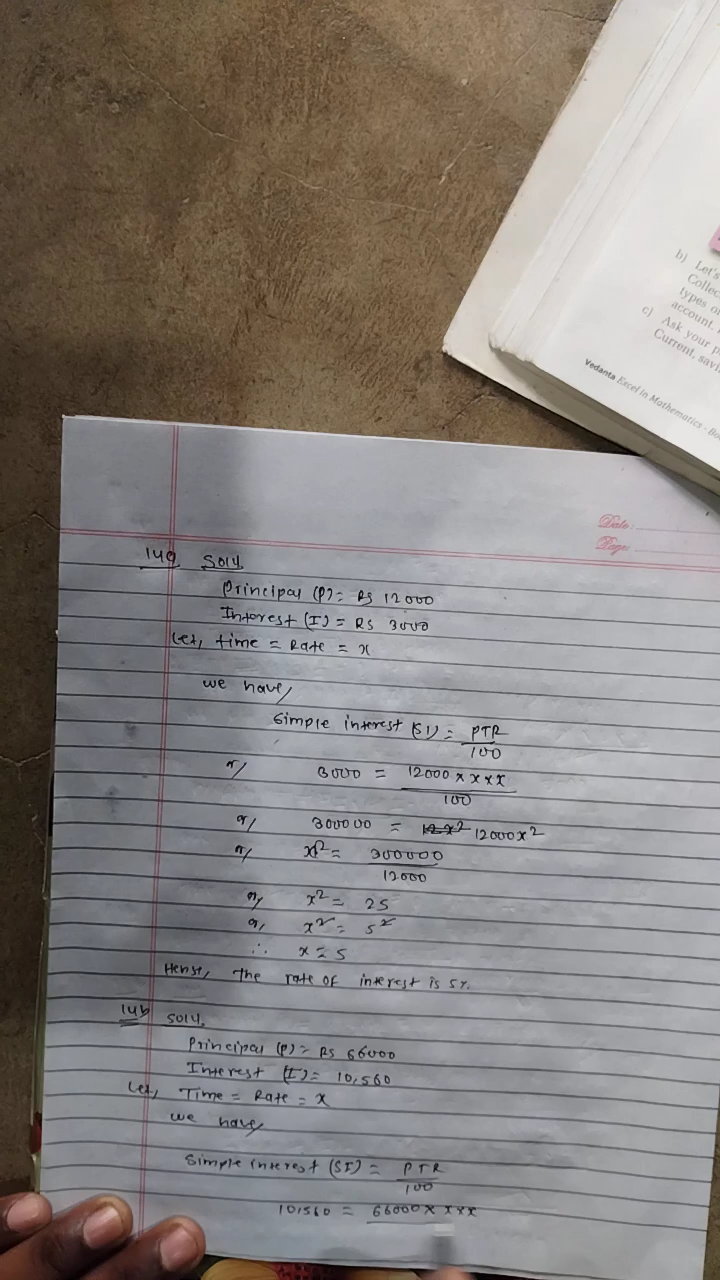 b) Let's
Collec
types o
account.
c) Ask your p
Current, savi
Vedanta Excel in Mathematics - Bo
Date:
Page:
14a Soln
Principal (P) = Rs 12000
Interest (I) = RS 3000
Let, time = Rate = x
we have,
Simple interest (SI) = PTR
100
or, 3000 = 12000 x x x x
100
or, 300000 = 12000x²
or, x² = 300000
12000
or, x² = 25
or, x² = 5²
∴ x = 5
Hense, The rate of interest is 5%.
14b Soln.
Principal (P) = RS 66000
Interest (I) = 10,560
Let, Time = Rate = x
we have,
Simple interest (SI) = PTR
100
10,560 = 66000 x x x x